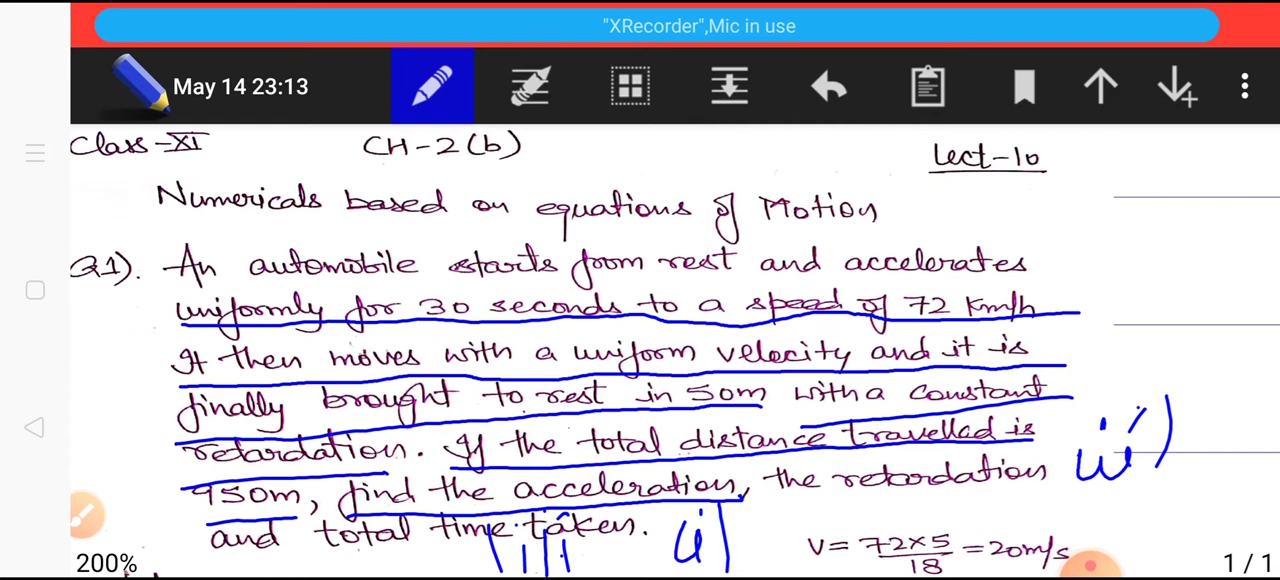 "XRecorder",Mic in use
May 14 23:13
Class-XI CH-2(b) Lect-10
Numericals based on equations of Motion
Q1). An automobile starts from rest and accelerates
uniformly for 30 seconds to a speed of 72 Km/h
It then moves with a uniform velocity and it is
finally brought to rest in 50m with a constant
retardation. If the total distance travelled is
950m, find the acceleration, the retardation
and total time taken.
V = 72×5/18 = 20m/s
200%
1/1